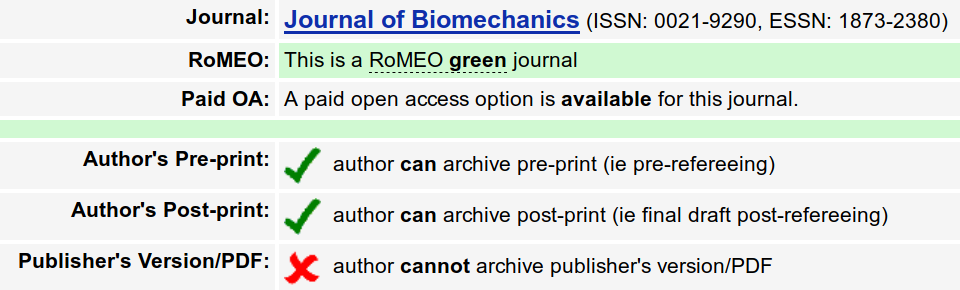 Journal: Journal of Biomechanics (ISSN: 0021-9290, ESSN: 1873-2380)
RoMEO: This is a RoMEO green journal
Paid OA: A paid open access option is available for this journal.
Author's Pre-print: author can archive pre-print (ie pre-refereeing)
Author's Post-print: author can archive post-print (ie final draft post-refereeing)
Publisher's Version/PDF: author cannot archive publisher's version/PDF